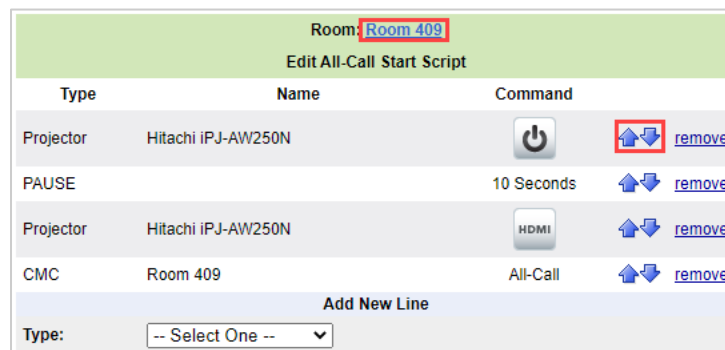 Room: Room 409
Edit All-Call Start Script
Type Name Command
Projector Hitachi iPJ-AW250N remove
PAUSE 10 Seconds remove
Projector Hitachi iPJ-AW250N HDMI remove
CMC Room 409 All-Call remove
Add New Line
Type: -- Select One --